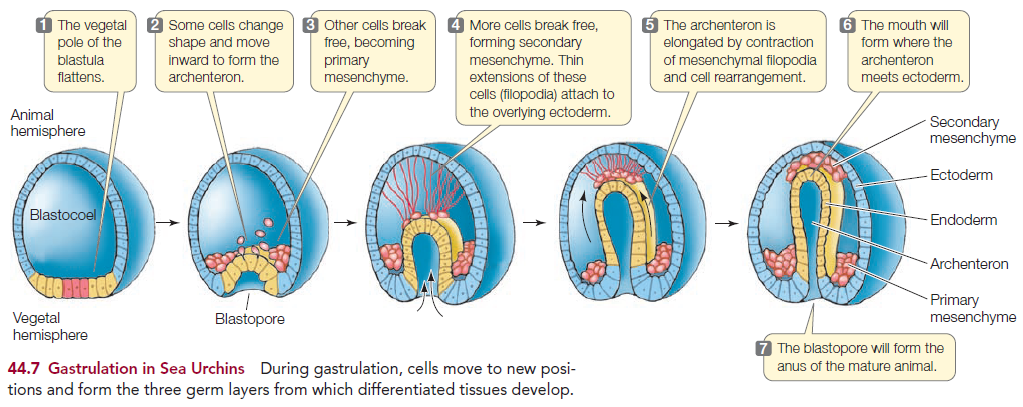 1 The vegetal
pole of the
blastula
flattens.
2 Some cells change
shape and move
inward to form the
archenteron.
3 Other cells break
free, becoming
primary
mesenchyme.
4 More cells break free,
forming secondary
mesenchyme. Thin
extensions of these
cells (filopodia) attach to
the overlying ectoderm.
5 The archenteron is
elongated by contraction
of mesenchymal filopodia
and cell rearrangement.
6 The mouth will
form where the
archenteron
meets ectoderm.
Animal
hemisphere
Blastocoel
Vegetal
hemisphere
Blastopore
Secondary
mesenchyme
Ectoderm
Endoderm
Archenteron
Primary
mesenchyme
7 The blastopore will form the
anus of the mature animal.
44.7 Gastrulation in Sea Urchins During gastrulation, cells move to new posi-
tions and form the three germ layers from which differentiated tissues develop.